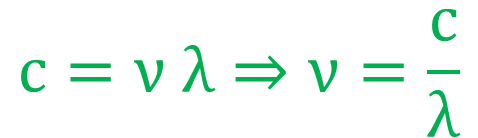 c = ν λ ⇒ ν = c/λ